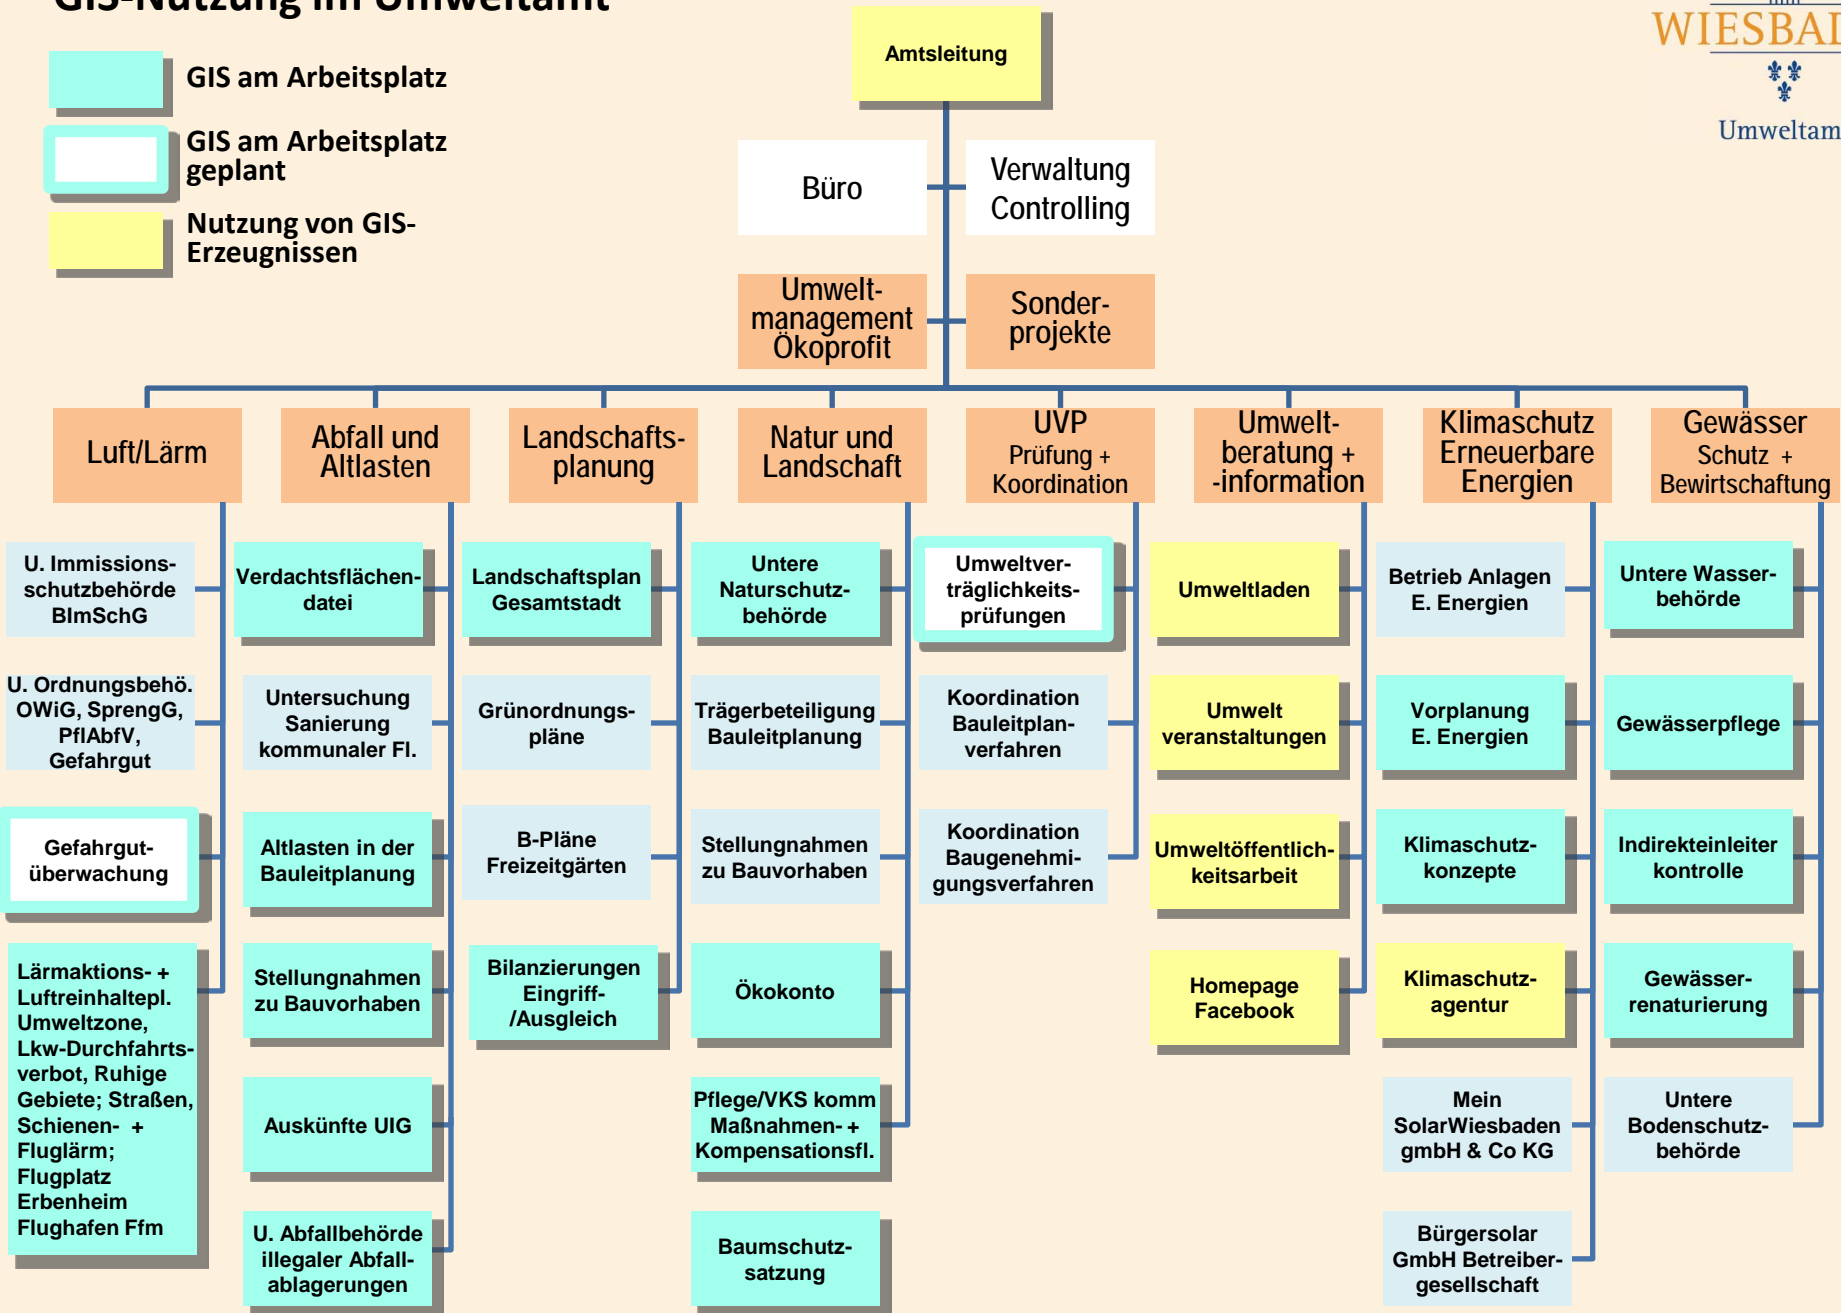 GIS-Nutzung im Umweltamt
GIS am Arbeitsplatz
GIS am Arbeitsplatz
geplant
Nutzung von GIS-
Erzeugnissen
WIESBAD
Umweltam
Amtsleitung
Büro
Verwaltung
Controlling
Umwelt-
management
Ökoprofit
Sonder-
projekte
Luft/Lärm
U. Immissions-
schutzbehörde
BImSchG
U. Ordnungsbehö.
OWiG, SprengG,
PflAbfV,
Gefahrgut
Gefahrgut-
überwachung
Lärmaktions- +
Luftreinhaltepl.
Umweltzone,
Lkw-Durchfahrts-
verbot, Ruhige
Gebiete; Straßen,
Schienen- +
Fluglärm;
Flugplatz
Erbenheim
Flughafen Ffm
Abfall und
Altlasten
Verdachtsflächen-
datei
Untersuchung
Sanierung
kommunaler Fl.
Altlasten in der
Bauleitplanung
Stellungnahmen
zu Bauvorhaben
Auskünfte UIG
U. Abfallbehörde
illegaler Abfall-
ablagerungen
Landschafts-
planung
Landschaftsplan
Gesamtstadt
Grünordnungs-
pläne
B-Pläne
Freizeitgärten
Bilanzierungen
Eingriff-
/Ausgleich
Natur und
Landschaft
Untere
Naturschutz-
behörde
Trägerbeteiligung
Bauleitplanung
Stellungnahmen
zu Bauvorhaben
Ökokonto
Pflege/VKS komm
Maßnahmen- +
Kompensationsfl.
Baumschutz-
satzung
UVP
Prüfung +
Koordination
Umweltver-
träglichkeits-
prüfungen
Koordination
Bauleitplan-
verfahren
Koordination
Baugenehmi-
gungsverfahren
Umwelt-
beratung +
-information
Umweltladen
Umwelt
veranstaltungen
Umweltöffentlich-
keitsarbeit
Homepage
Facebook
Klimaschutz
Erneuerbare
Energien
Betrieb Anlagen
E. Energien
Vorplanung
E. Energien
Klimaschutz-
konzepte
Klimaschutz-
agentur
Mein
SolarWiesbaden
gmbH & Co KG
Bürgersolar
GmbH Betreiber-
gesellschaft
Gewässer
Schutz +
Bewirtschaftung
Untere Wasser-
behörde
Gewässerpflege
Indirekteinleiter
kontrolle
Gewässer-
renaturierung
Untere
Bodenschutz-
behörde